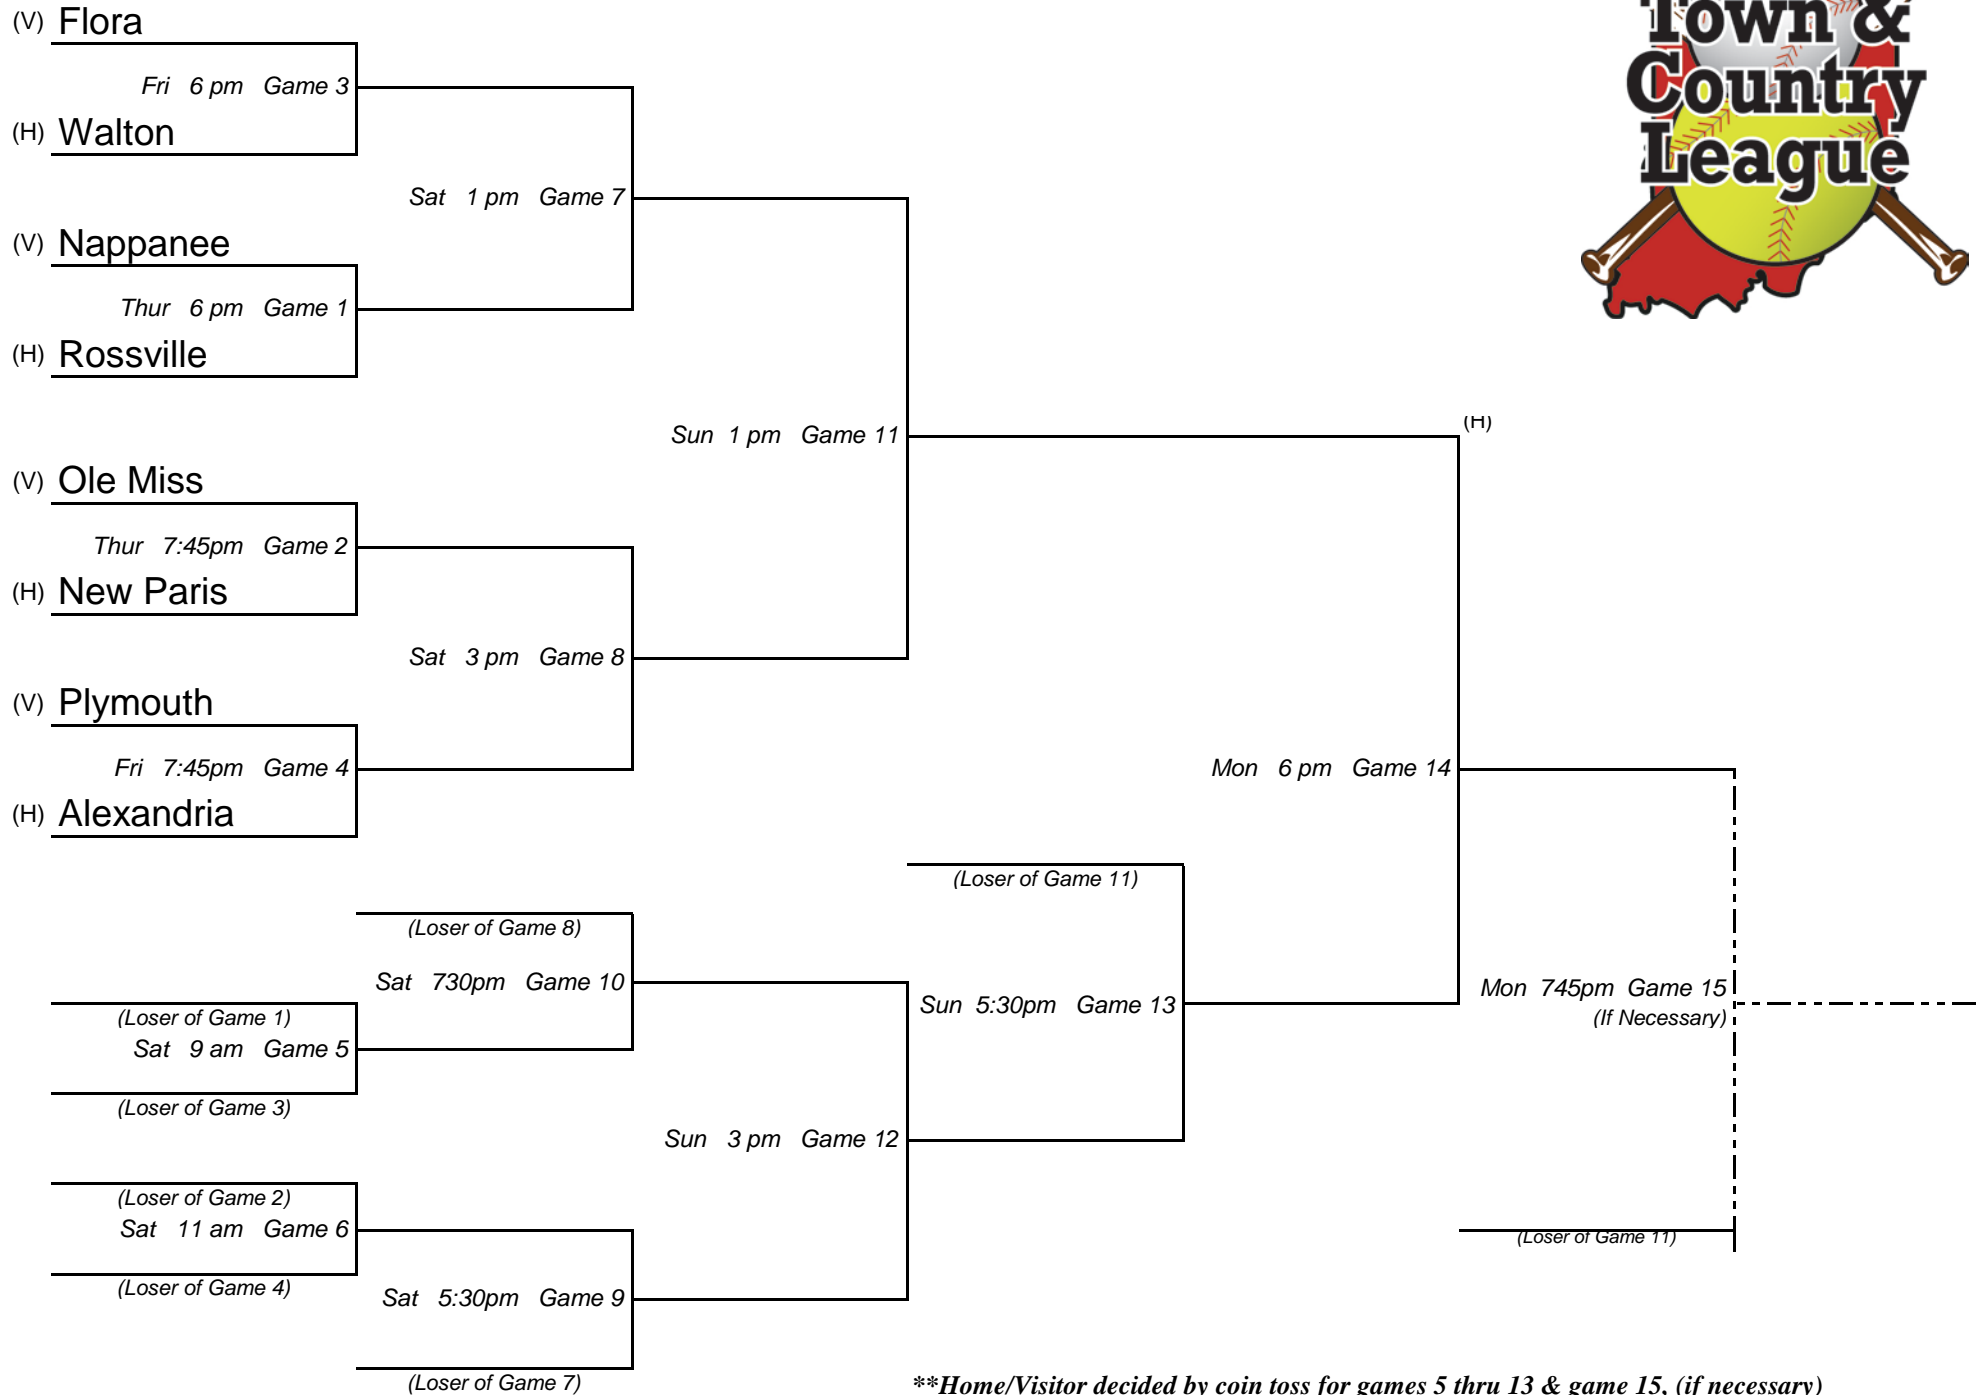 (V) Flora
Fri 6 pm Game 3
(H) Walton
Sat 1 pm Game 7
(V) Nappanee
Thur 6 pm Game 1
(H) Rossville
Sun 1 pm Game 11
(V) Ole Miss
Thur 7:45pm Game 2
(H) New Paris
Sat 3 pm Game 8
(V) Plymouth
Fri 7:45pm Game 4
(H) Alexandria
Town &
Country
League
(H)
Mon 6 pm Game 14
(Loser of Game 11)
(Loser of Game 8)
Sat 730pm Game 10
Sun 5:30pm Game 13
Mon 745pm Game 15
(If Necessary)
(Loser of Game 1)
Sat 9 am Game 5
(Loser of Game 3)
Sun 3 pm Game 12
(Loser of Game 2)
Sat 11 am Game 6
(Loser of Game 11)
(Loser of Game 4)
Sat 5:30pm Game 9
(Loser of Game 7)
**Home/Visitor decided by coin toss for games 5 thru 13 & game 15, (if necessary)